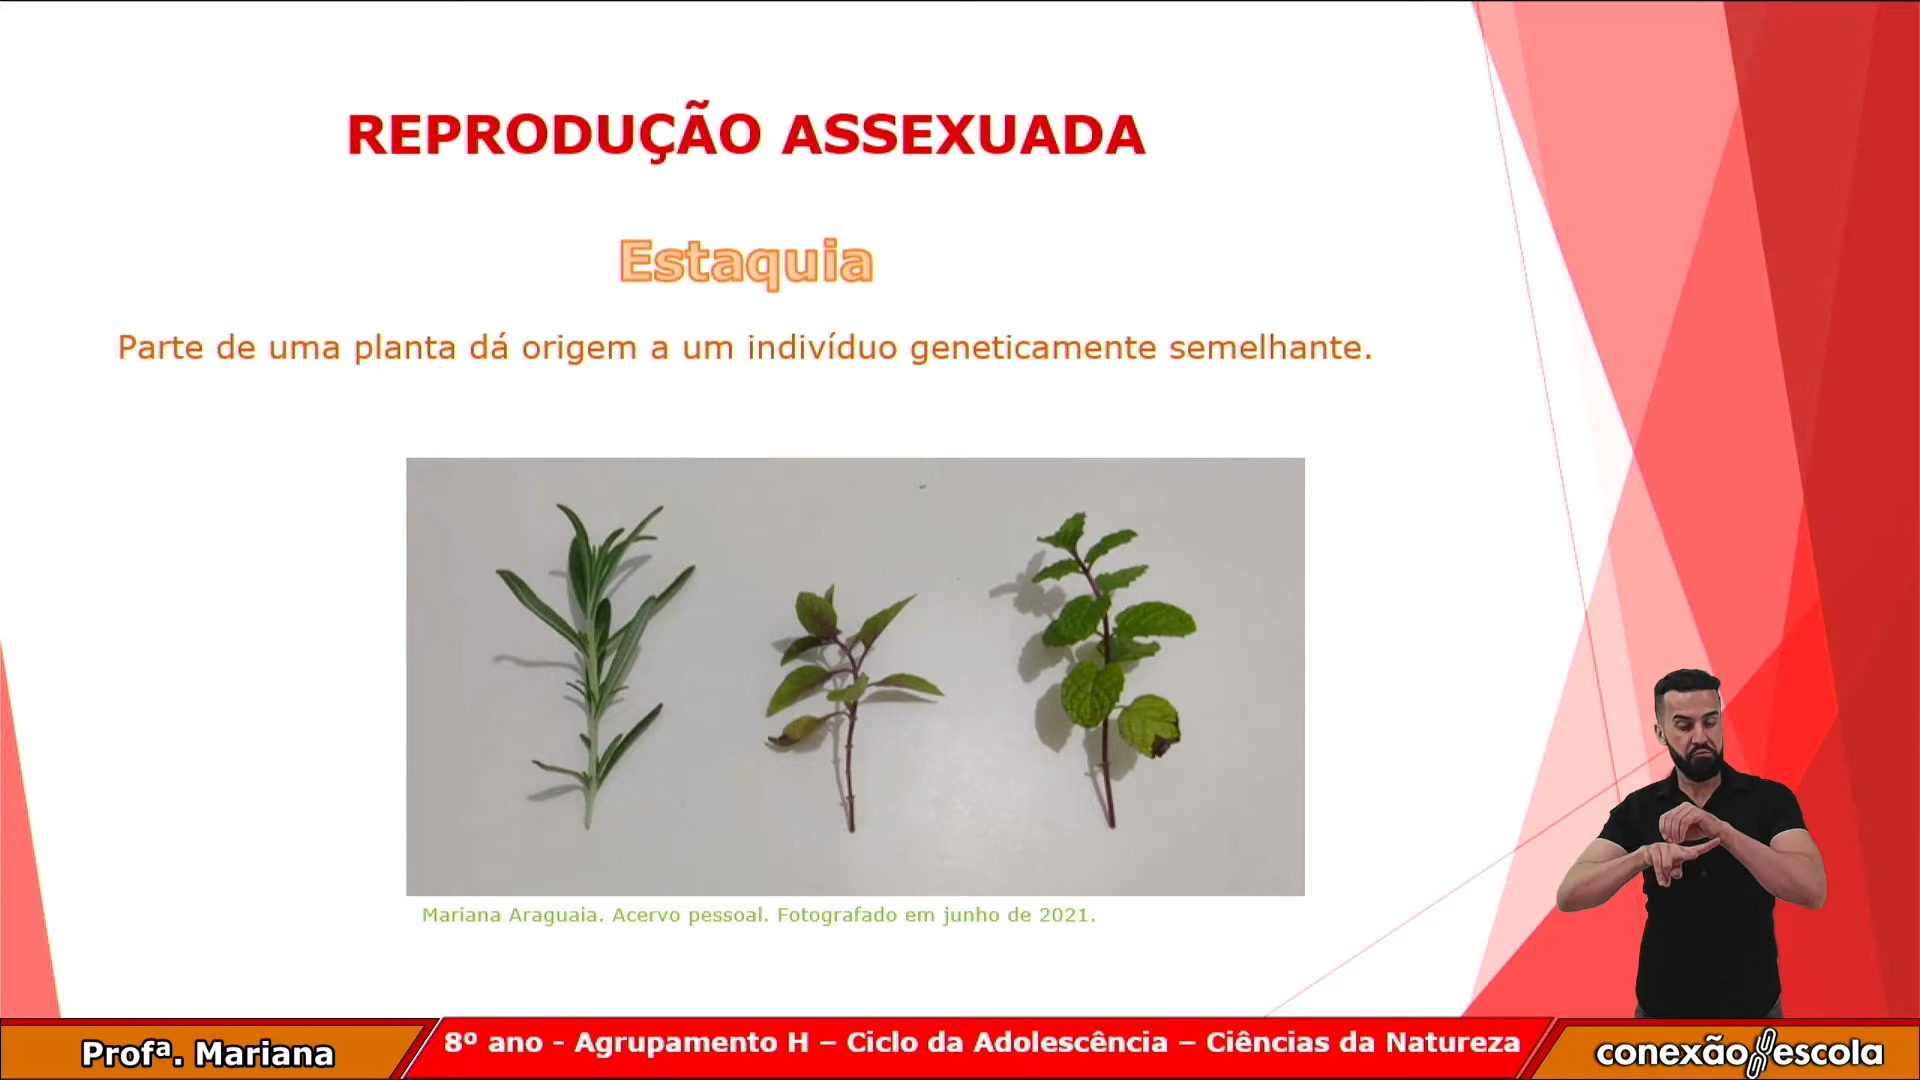 REPRODUÇÃO ASSEXUADA
Estaquia
Parte de uma planta dá origem a um indivíduo geneticamente semelhante.
Mariana Araguaia. Acervo pessoal. Fotografado em junho de 2021.
Profª. Mariana
8º ano - Agrupamento H – Ciclo da Adolescência – Ciências da Natureza
conexão escola